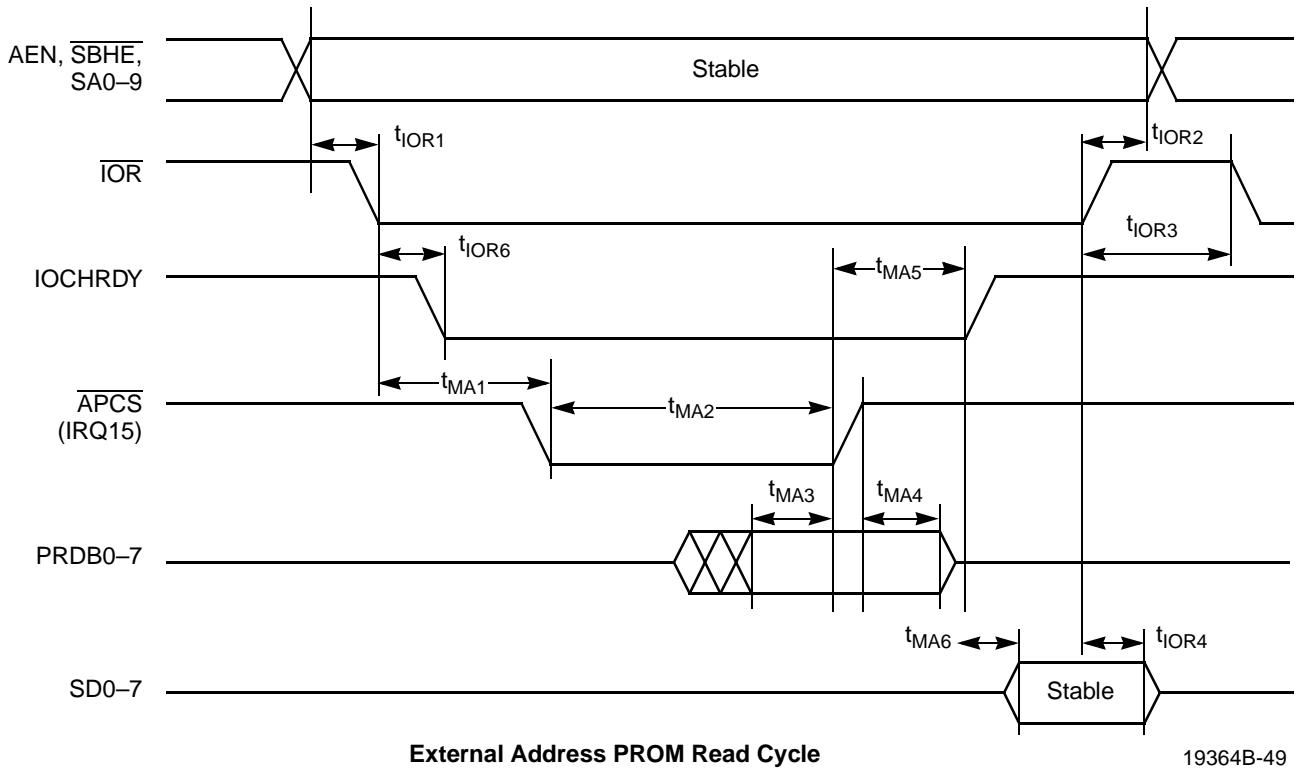 AEN, SBHE,
SA0–9
Stable
tIOR1
tIOR2
IOR
tIOR3
tIOR6
IOCHRDY
tMA5
tMA1
APCS
(IRQ15)
tMA2
tMA3
tMA4
PRDB0–7
tMA6
tIOR4
SD0–7
Stable
External Address PROM Read Cycle
19364B-49